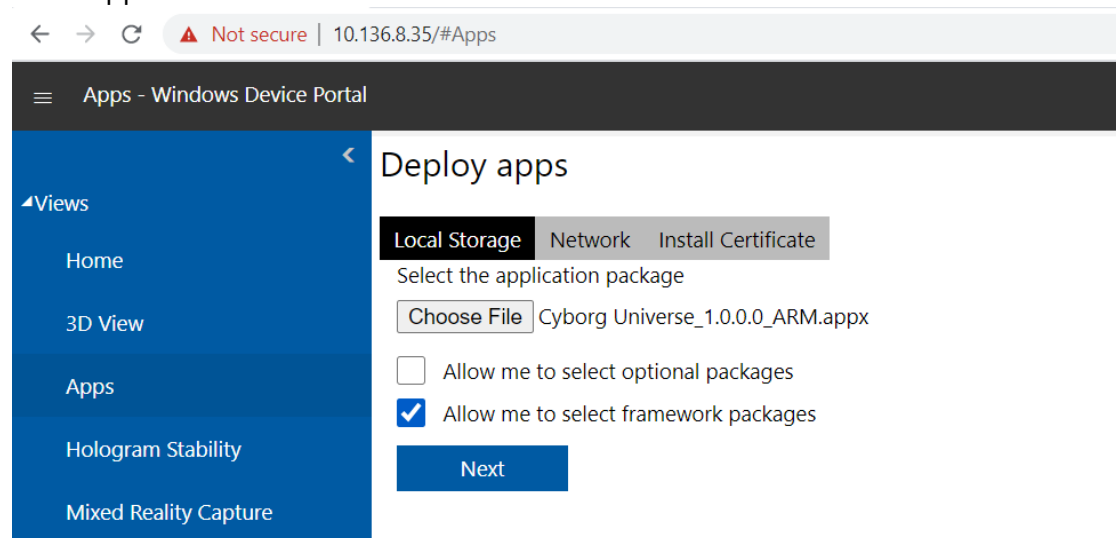 Not secure | 10.136.8.35/#Apps
Apps - Windows Device Portal
Views
Home
3D View
Apps
Hologram Stability
Mixed Reality Capture
Deploy apps
Local Storage Network Install Certificate
Select the application package
Choose File Cyborg Universe_1.0.0.0_ARM.appx
Allow me to select optional packages
Allow me to select framework packages
Next